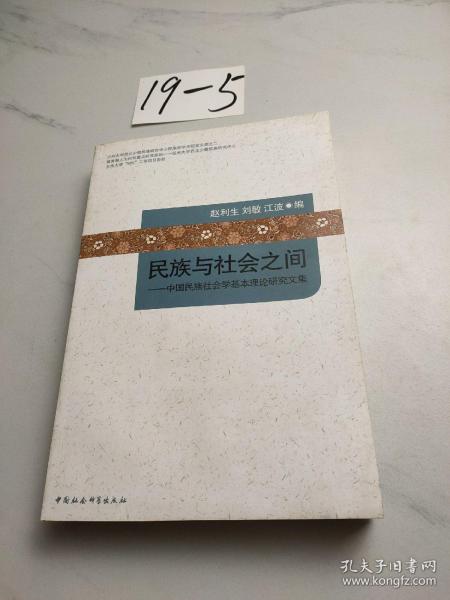 19-5
赵利生 刘敏 江波●编
民族与社会之间
——中国民族社会学基本理论研究文集
中国社会科学出版社
孔夫子旧书网
www.kongfz.com